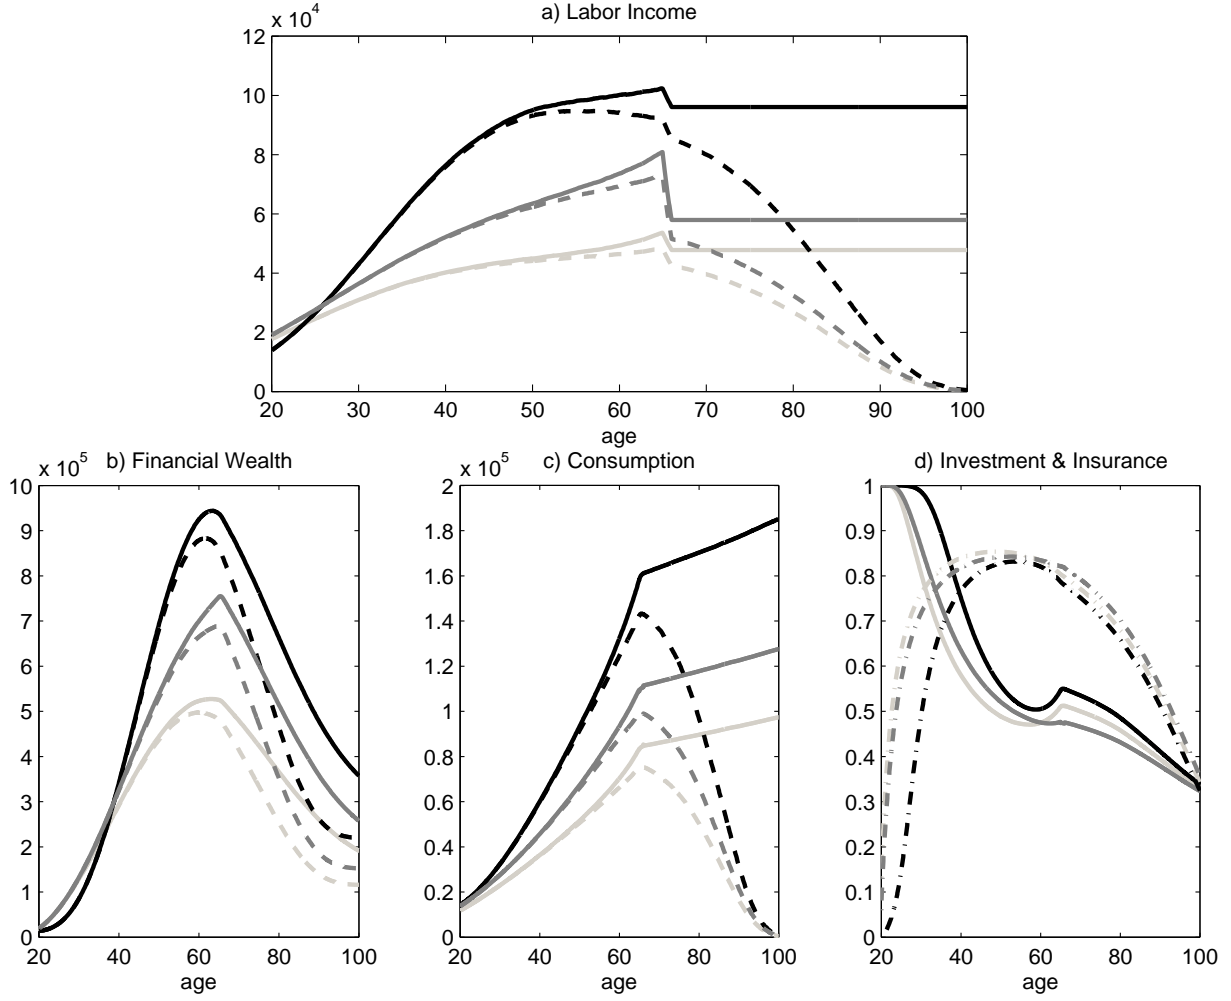 a) Labor Income
x 10^4
12
10
8
6
4
2
0
20 30 40 50 60 70 80 90 100
age
b) Financial Wealth
x 10^5
10
9
8
7
6
5
4
3
2
1
0
20 40 60 80 100
age
c) Consumption
x 10^5
2
1.8
1.6
1.4
1.2
1
0.8
0.6
0.4
0.2
0
20 40 60 80 100
age
d) Investment & Insurance
1
0.9
0.8
0.7
0.6
0.5
0.4
0.3
0.2
0.1
0
20 40 60 80 100
age